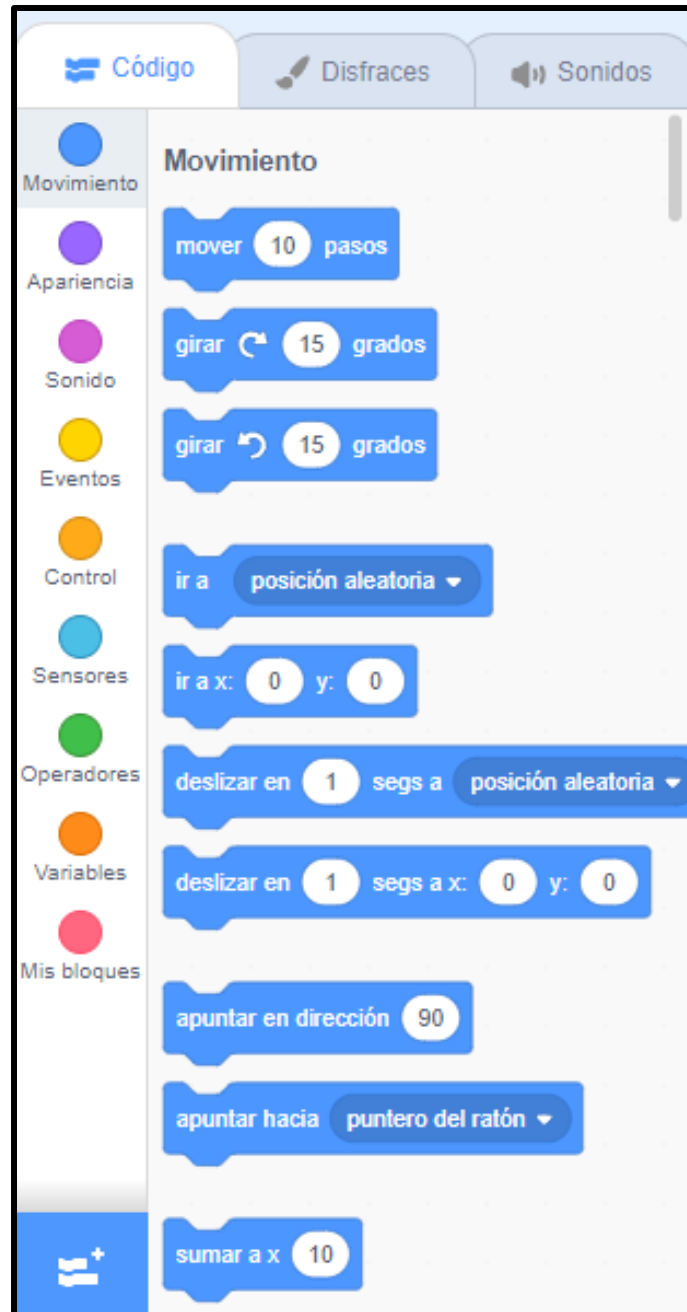 Código
Disfraces
Sonidos
Movimiento
Apariencia
Sonido
Eventos
Control
Sensores
Operadores
Variables
Mis bloques
Movimiento
mover 10 pasos
girar 15 grados
girar 15 grados
ir a posición aleatoria
ir a x: 0 y: 0
deslizar en 1 segs a posición aleatoria
deslizar en 1 segs a x: 0 y: 0
apuntar en dirección 90
apuntar hacia puntero del ratón
sumar a x 10